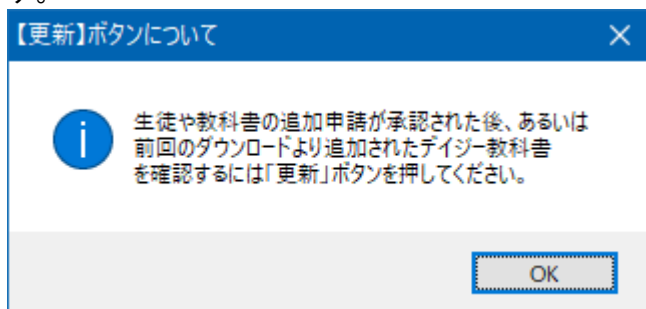 す。
【更新】ボタンについて
生徒や教科書の追加申請が承認された後、あるいは
前回のダウンロードより追加されたデイジー教科書
を確認するには「更新」ボタンを押してください。
OK